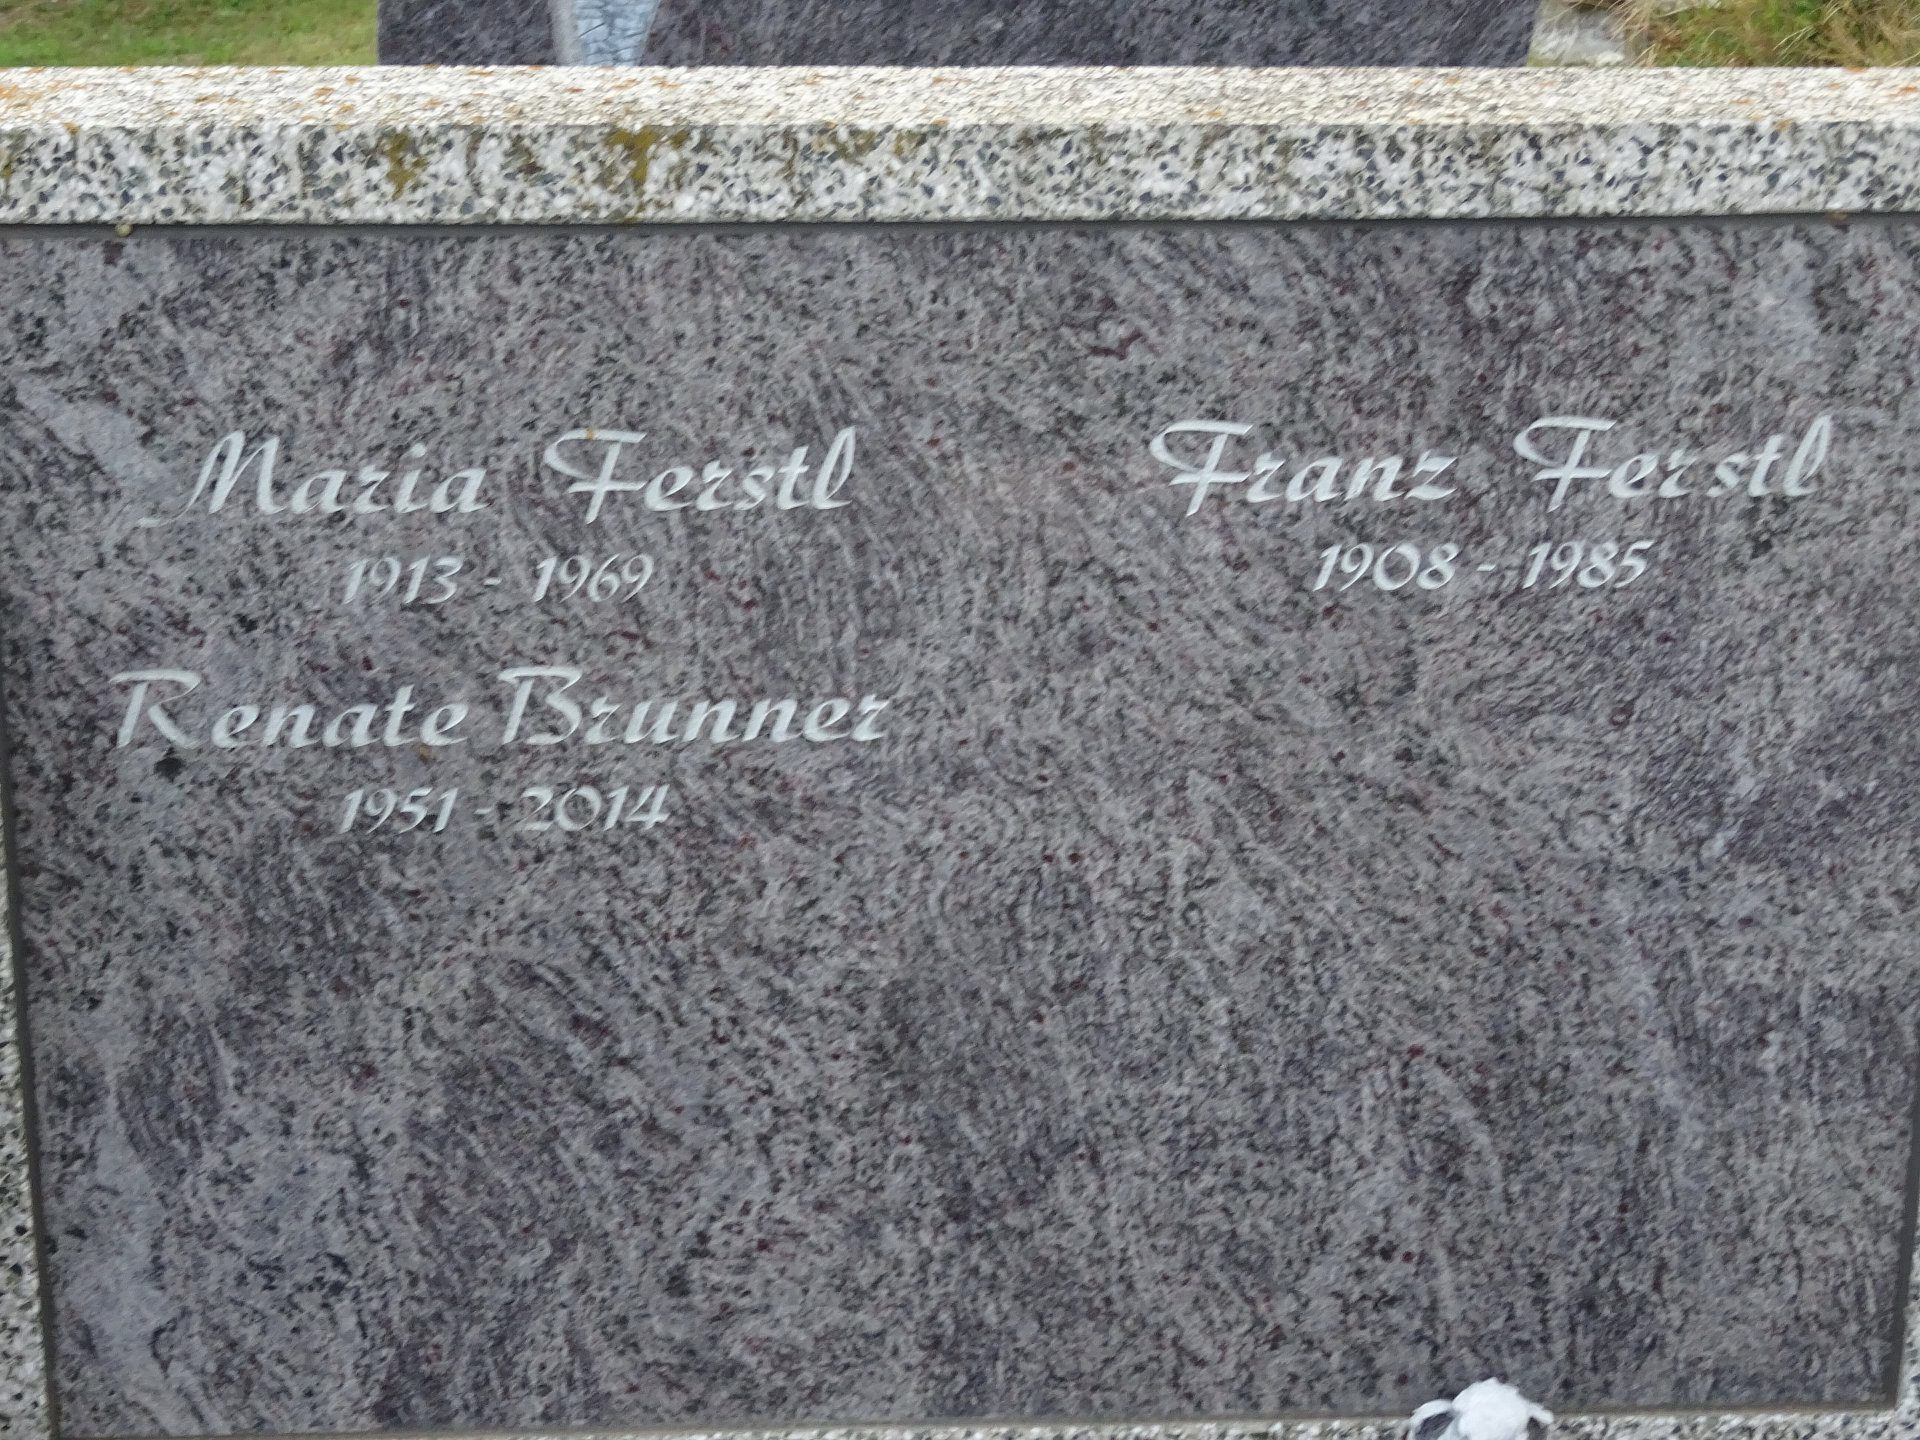 Maria Ferstl
1913 - 1969
Franz Ferstl
1908 - 1985
Renate Brunner
1951 - 2014